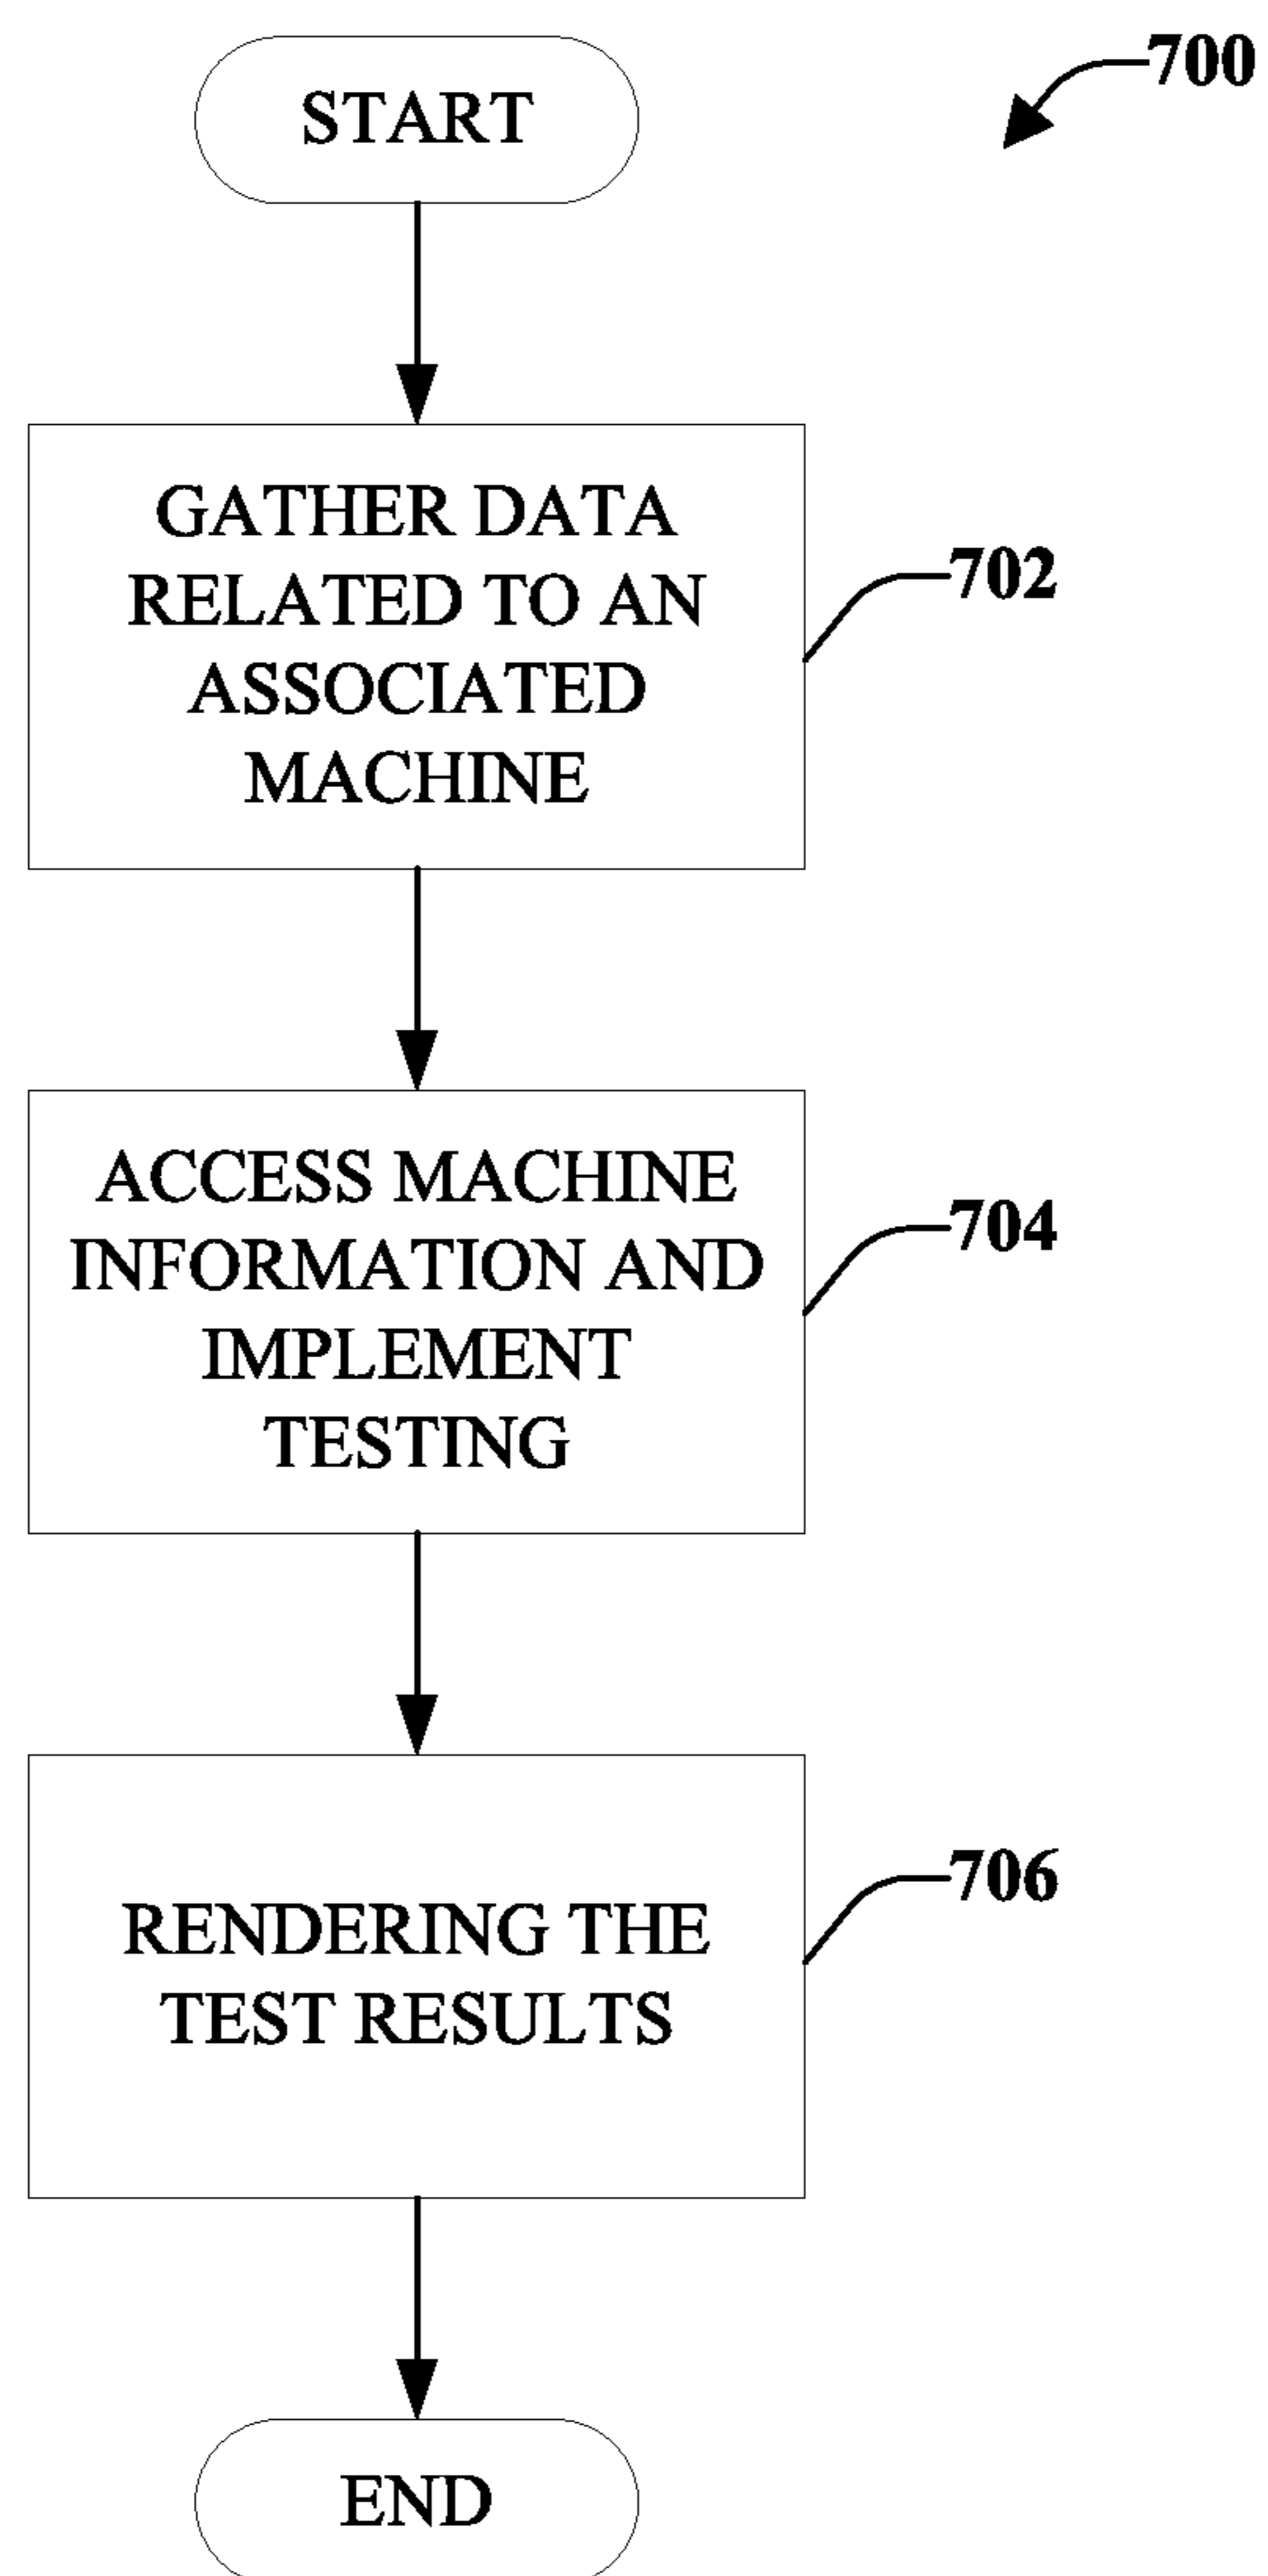 START
700
GATHER DATA
RELATED TO AN
ASSOCIATED
MACHINE
702
ACCESS MACHINE
INFORMATION AND
IMPLEMENT
TESTING
704
RENDERING THE
TEST RESULTS
706
END